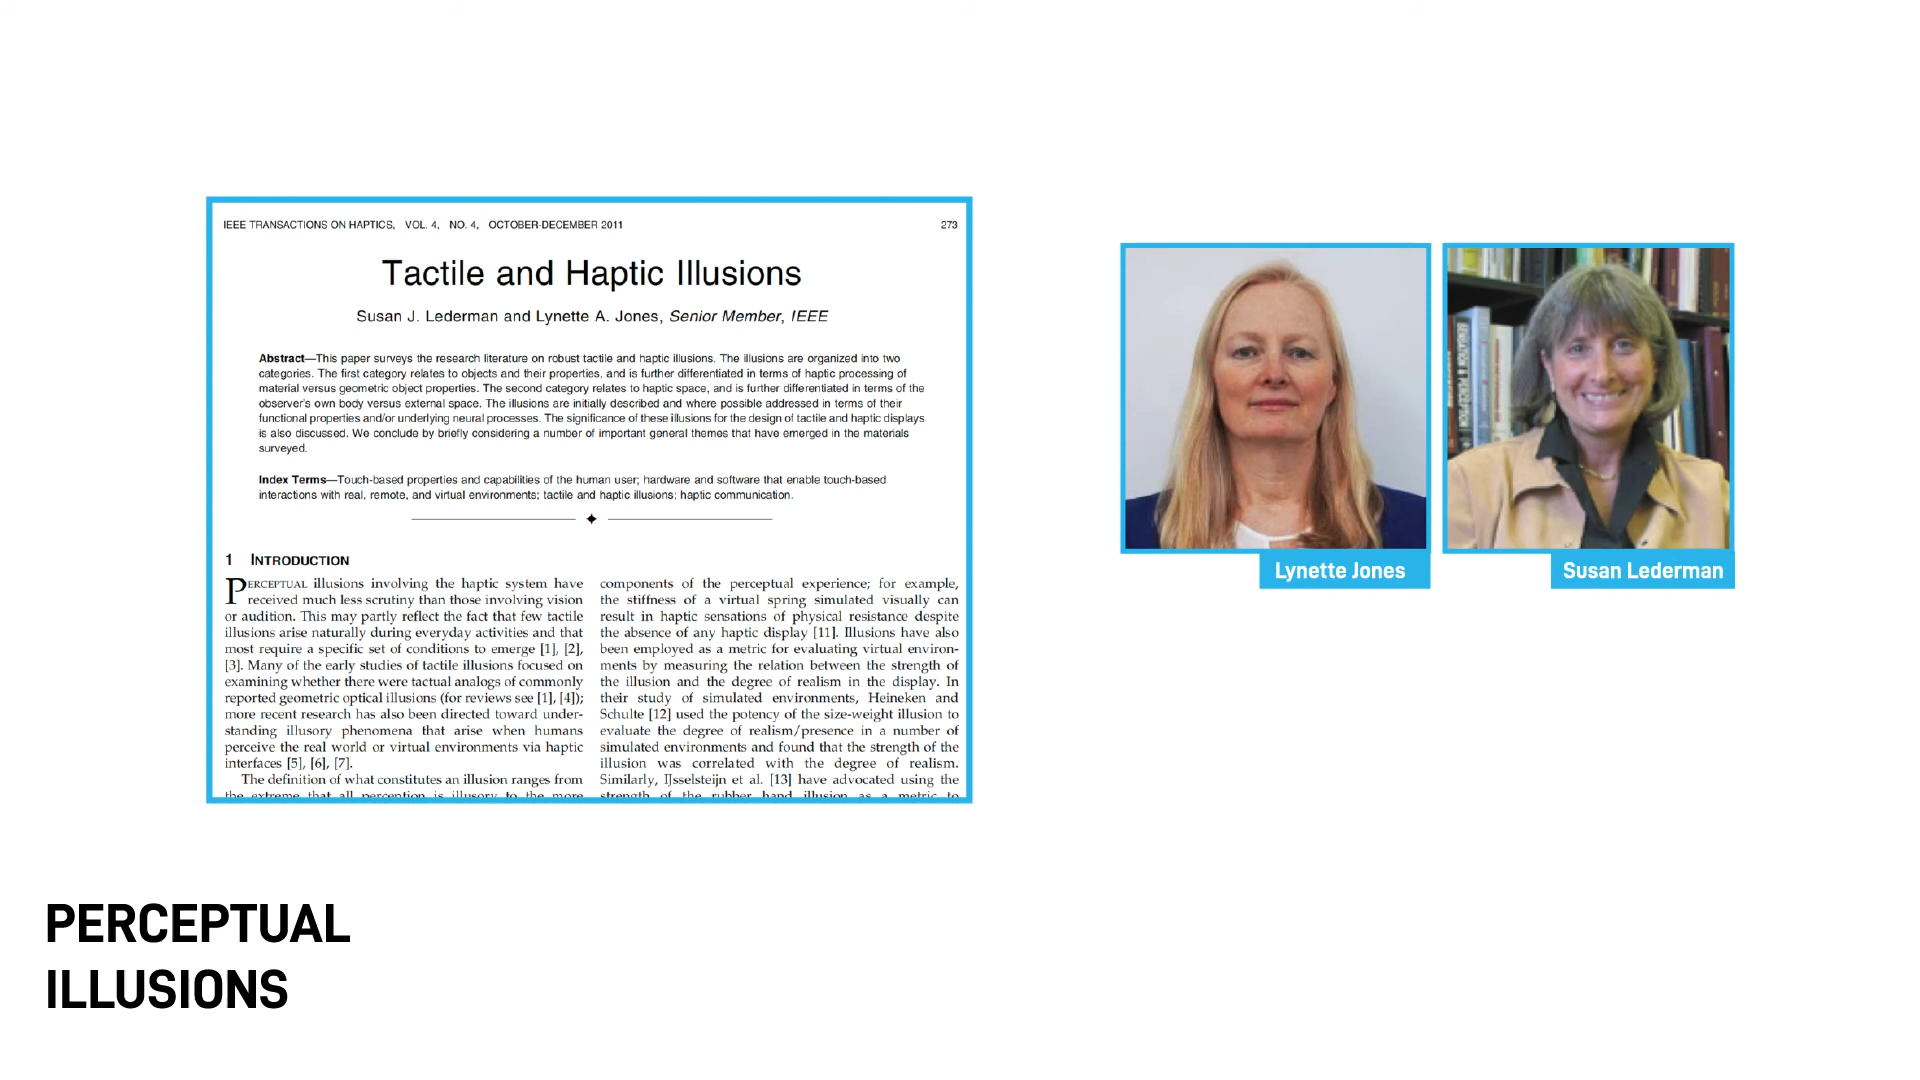 IEEE TRANSACTIONS ON HAPTICS, VOL. 4, NO. 4, OCTOBER-DECEMBER 2011 273
Tactile and Haptic Illusions
Susan J. Lederman and Lynette A. Jones, Senior Member, IEEE
Abstract—This paper surveys the research literature on robust tactile and haptic illusions. The illusions are organized into two
categories. The first category relates to objects and their properties, and is further differentiated in terms of haptic processing of
material versus geometric object properties. The second category relates to haptic space, and is further differentiated in terms of the
observer's own body versus external space. The illusions are initially described and where possible addressed in terms of their
functional properties and/or underlying neural processes. The significance of these illusions for the design of tactile and haptic displays
is also discussed. We conclude by briefly considering a number of important general themes that have emerged in the materials
surveyed.
Index Terms—Touch-based properties and capabilities of the human user; hardware and software that enable touch-based
interactions with real, remote, and virtual environments; tactile and haptic illusions; haptic communication.
1 INTRODUCTION
PERCEPTUAL illusions involving the haptic system have
received much less scrutiny than those involving vision
or audition. This may partly reflect the fact that few tactile
illusions arise naturally during everyday activities and that
most require a specific set of conditions to emerge [1], [2],
[3]. Many of the early studies of tactile illusions focused on
examining whether there were tactual analogs of commonly
reported geometric optical illusions (for reviews see [1], [4]);
more recent research has also been directed toward under-
standing illusory phenomena that arise when humans
perceive the real world or virtual environments via haptic
interfaces [5], [6], [7].
The definition of what constitutes an illusion ranges from
the extreme that all perception is illusory to the more
components of the perceptual experience; for example,
the stiffness of a virtual spring simulated visually can
result in haptic sensations of physical resistance despite
the absence of any haptic display [11]. Illusions have also
been employed as a metric for evaluating virtual environ-
ments by measuring the relation between the strength of
the illusion and the degree of realism in the display. In
their study of simulated environments, Heineken and
Schulte [12] used the potency of the size-weight illusion to
evaluate the degree of realism/presence in a number of
simulated environments and found that the strength of the
illusion was correlated with the degree of realism.
Similarly, IJsselsteijn et al. [13] have advocated using the
strength of the rubber hand illusion as a metric to
Lynette Jones
Susan Lederman
PERCEPTUAL
ILLUSIONS